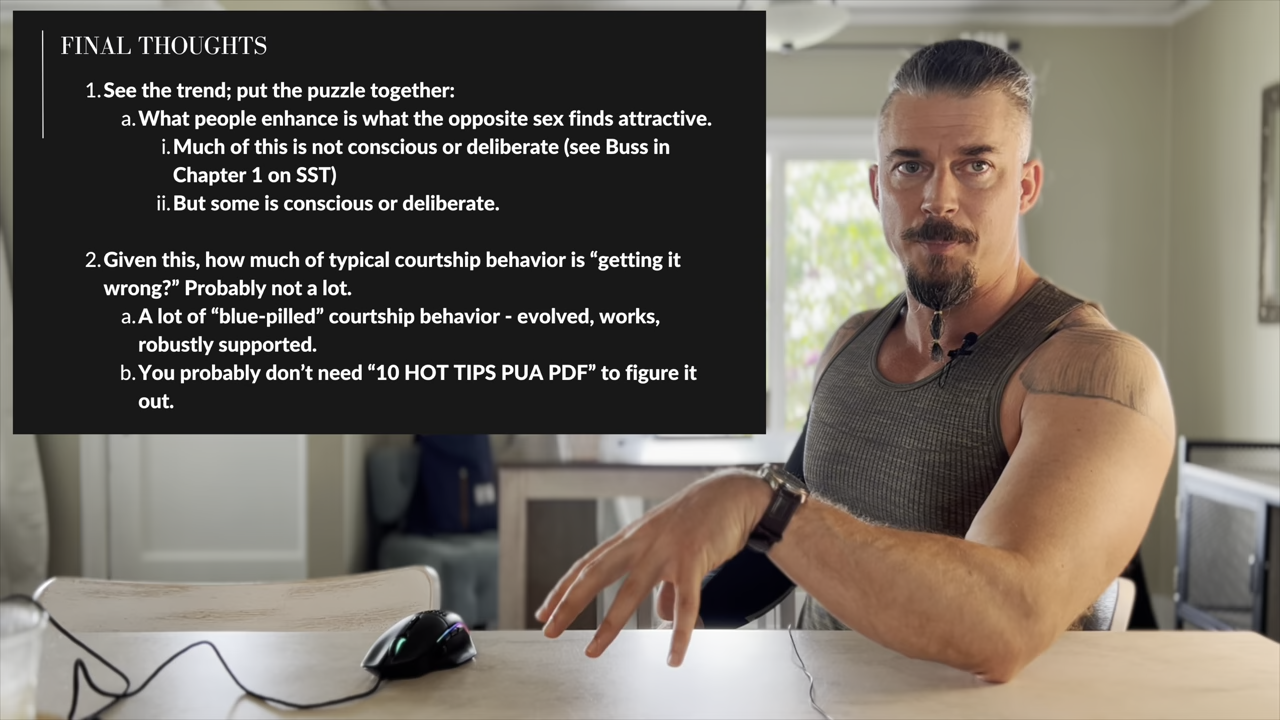 FINAL THOUGHTS
1. See the trend; put the puzzle together:
a. What people enhance is what the opposite sex finds attractive.
i. Much of this is not conscious or deliberate (see Buss in
Chapter 1 on SST)
ii. But some is conscious or deliberate.
2. Given this, how much of typical courtship behavior is “getting it
wrong?” Probably not a lot.
a. A lot of “blue-pilled” courtship behavior - evolved, works,
robustly supported.
b. You probably don’t need “10 HOT TIPS PUA PDF” to figure it
out.